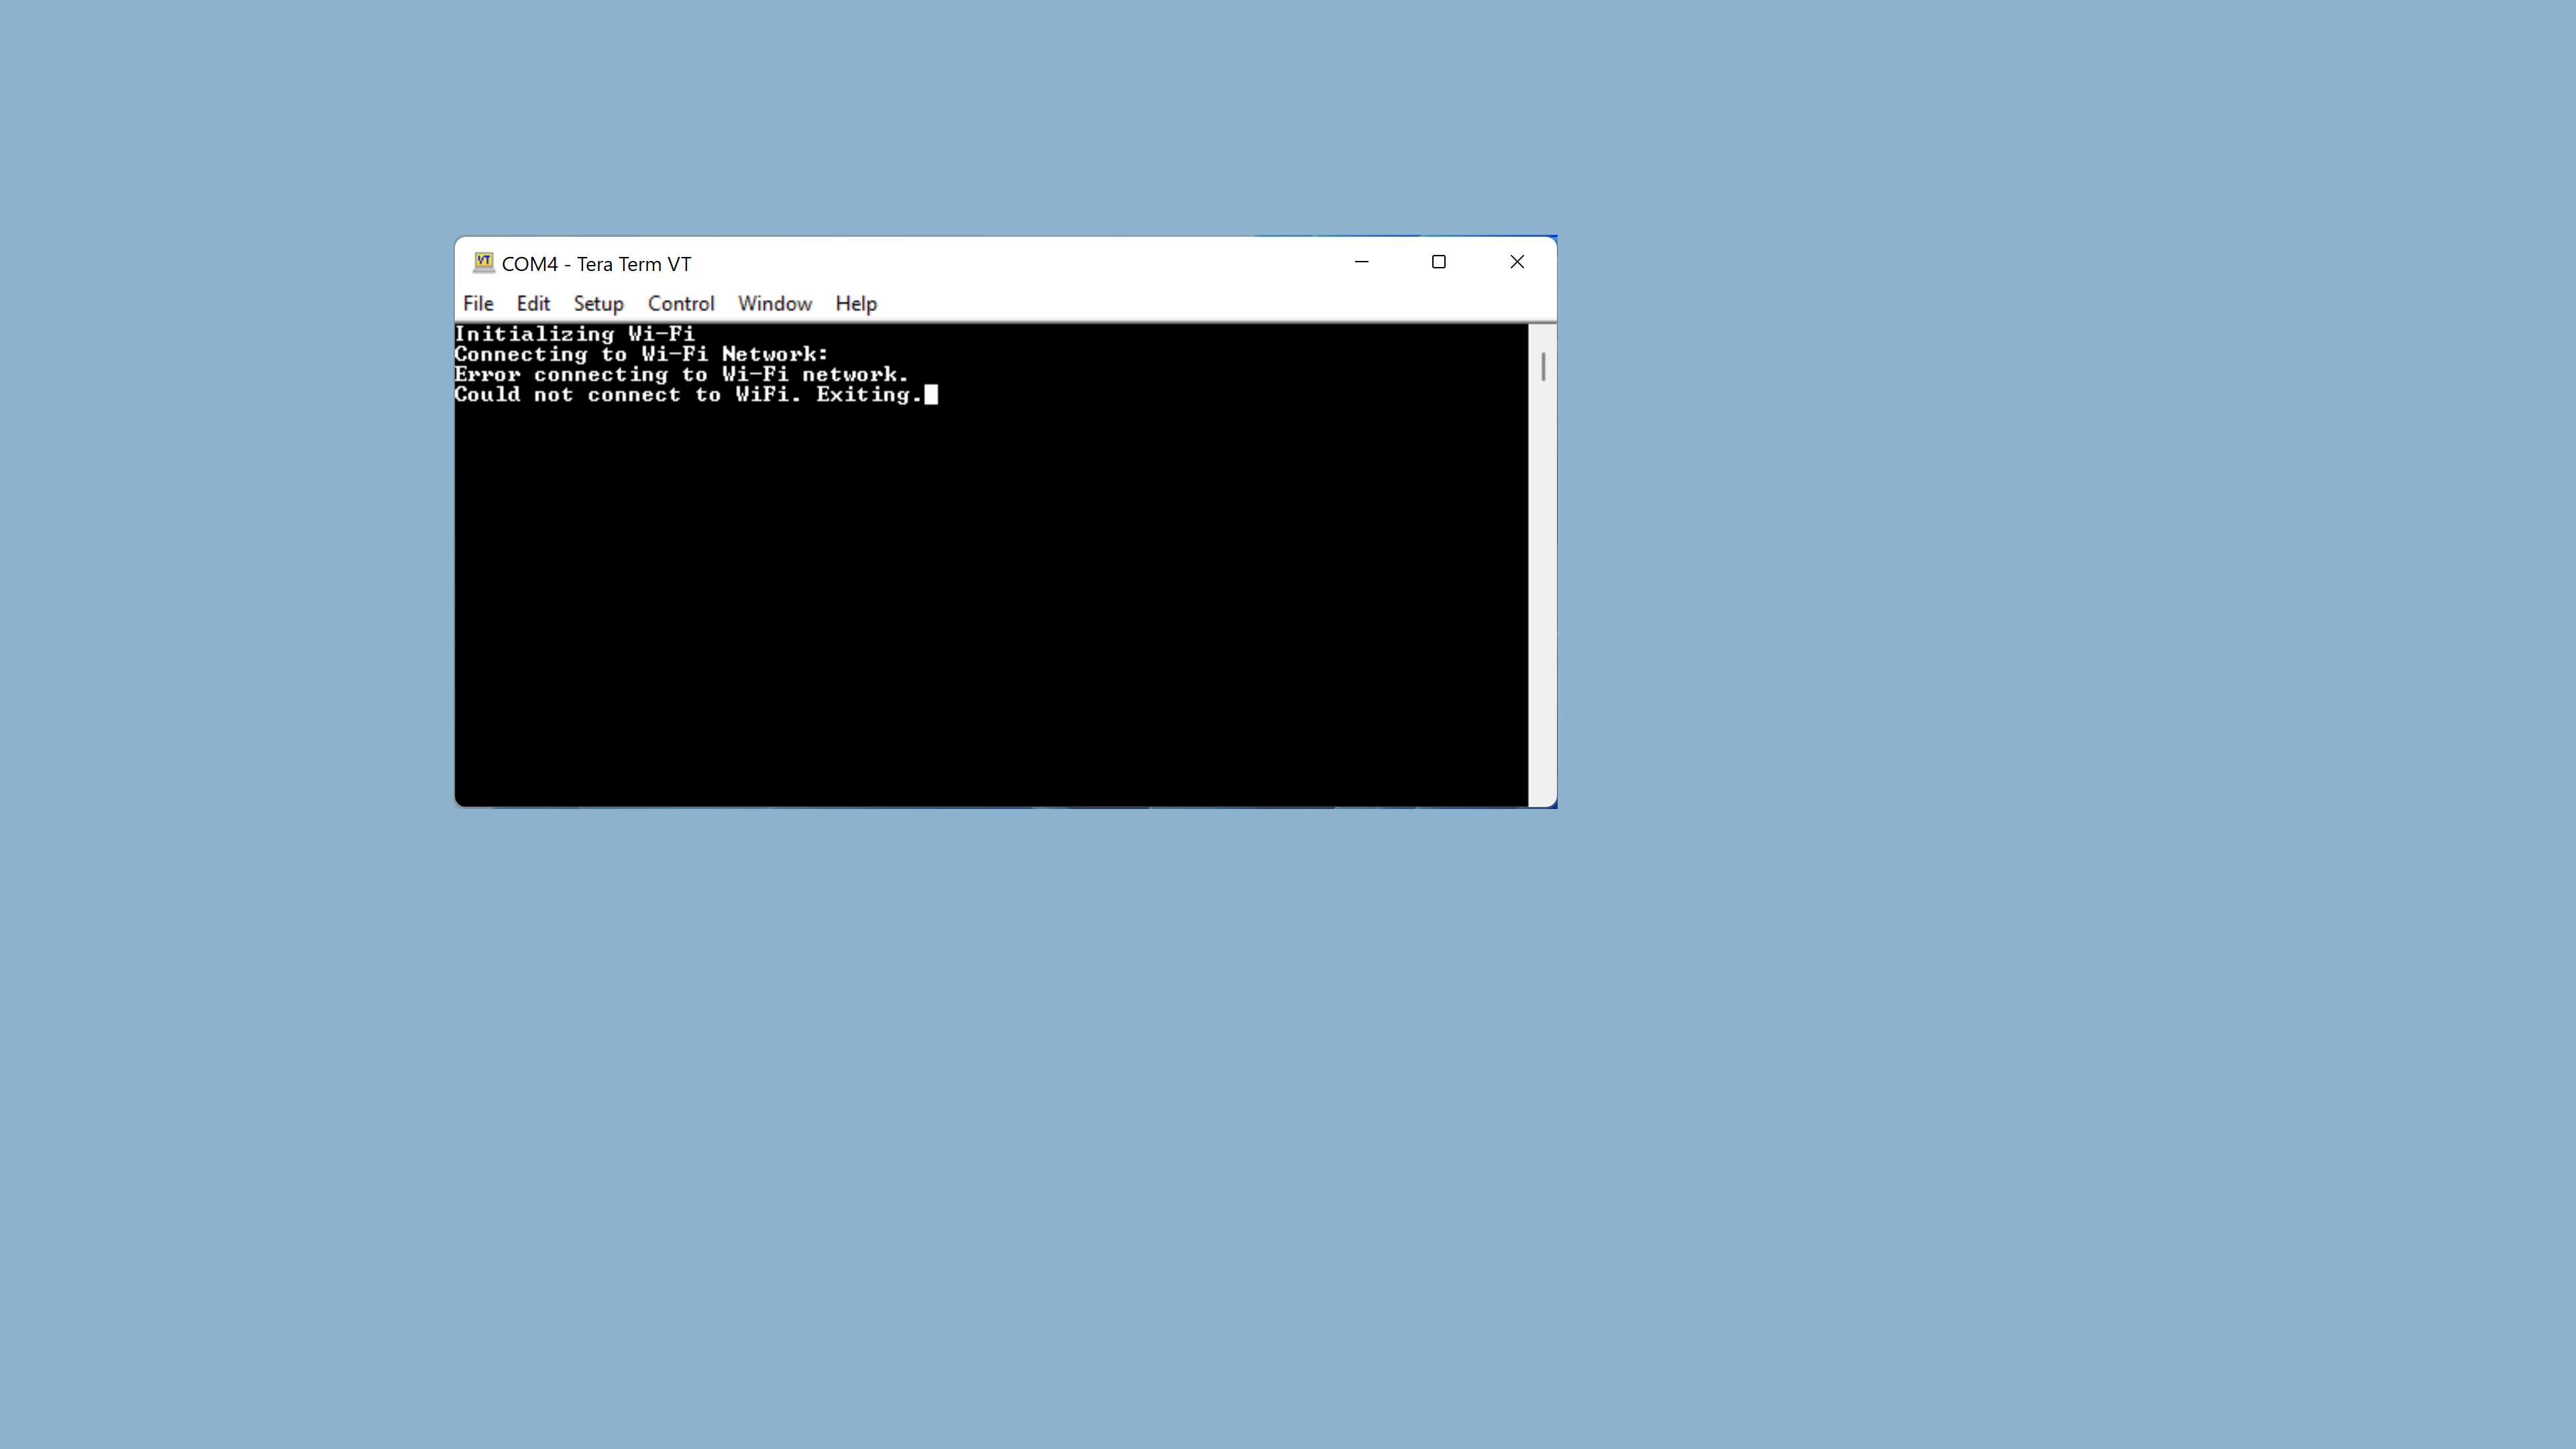 COM4 - Tera Term VT
File Edit Setup Control Window Help
Initializing Wi-Fi
Connecting to Wi-Fi Network:
Error connecting to Wi-Fi network.
Could not connect to WiFi. Exiting.